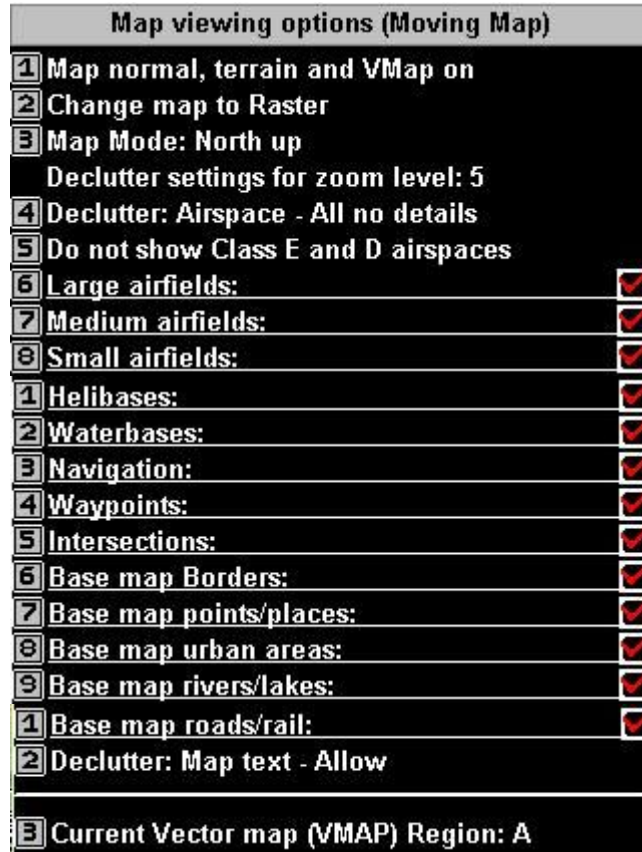 Map viewing options (Moving Map)
1 Map normal, terrain and VMap on
2 Change map to Raster
3 Map Mode: North up
Declutter settings for zoom level: 5
4 Declutter: Airspace - All no details
5 Do not show Class E and D airspaces
6 Large airfields:
7 Medium airfields:
8 Small airfields:
1 Helibases:
2 Waterbases:
3 Navigation:
4 Waypoints:
5 Intersections:
6 Base map Borders:
7 Base map points/places:
8 Base map urban areas:
9 Base map rivers/lakes:
1 Base map roads/rail:
2 Declutter: Map text - Allow
3 Current Vector map (VMAP) Region: A